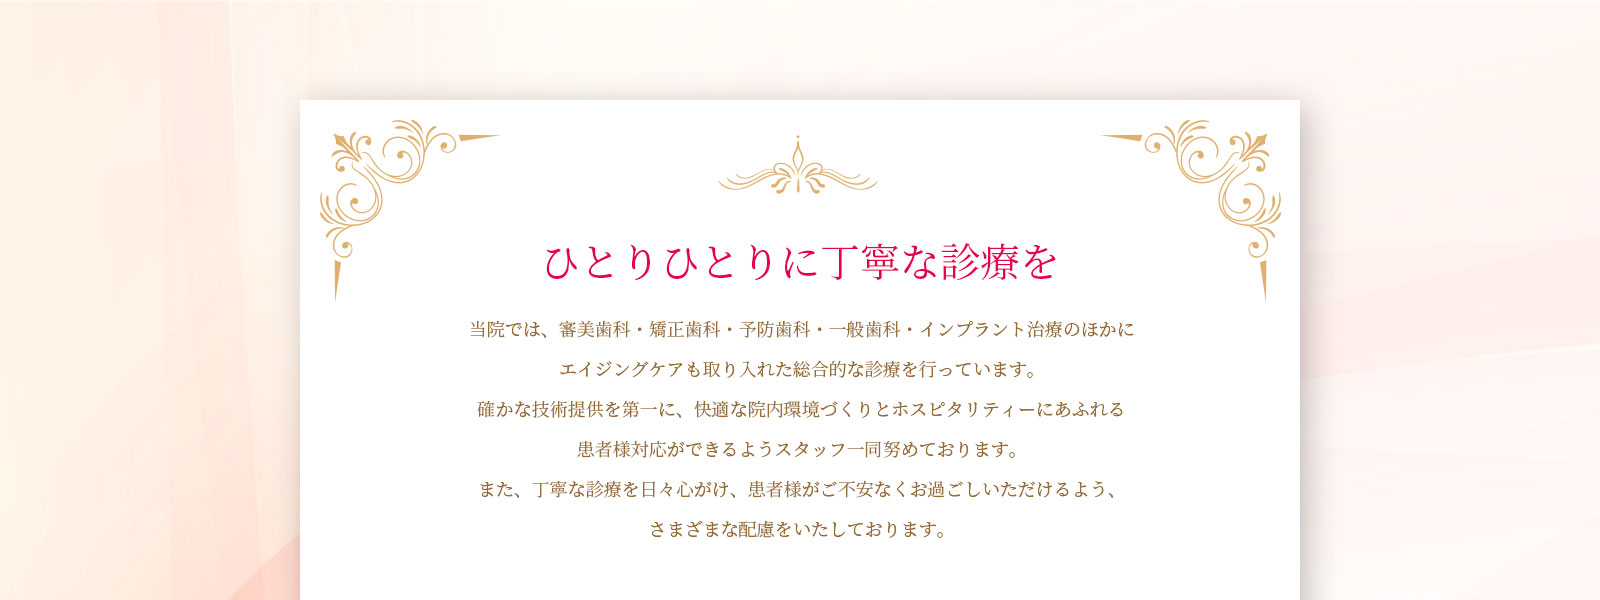 ひとりひとりに丁寧な診療を
当院では、審美歯科・矯正歯科・予防歯科・一般歯科・インプラント治療のほかに
エイジングケアも取り入れた総合的な診療を行っています。
確かな技術提供を第一に、快適な院内環境づくりとホスピタリティーにあふれる
患者様対応ができるようスタッフ一同努めております。
また、丁寧な診療を日々心がけ、患者様がご不安なくお過ごしいただけるよう、
さまざまな配慮をいたしております。